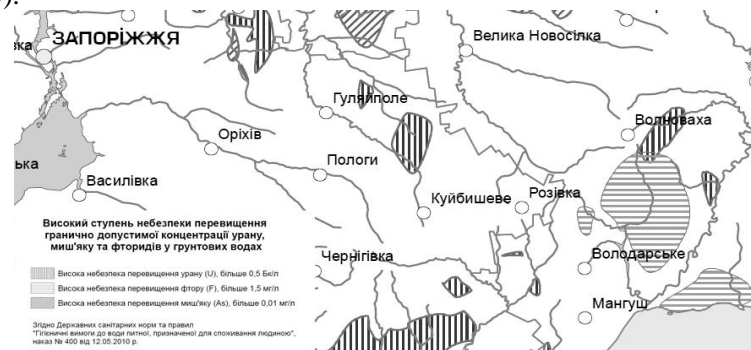 ).
ЗАПОРІЖЖЯ
Велика Новосілка
Гуляйполе
Волноваха
Оріхів
Пологи
Василівка
Куйбишеве
Розівка
Чернігівка
Володарське
Мангуш
Високий ступень небезпеки перевищення
гранично допустимої концентрації урану,
миш'яку та фторидів у грунтових водах
Висока небезпека перевищення урану (U), більше 0,5 Бк/л
Висока небезпека перевищення фтору (F), більше 1,5 мг/л
Висока небезпека перевищення миш'яку (As), більше 0,01 мг/л
Згідно Державних санітарних норм та правил
"Гігієнічні вимоги до води питної, призначеної для споживання людиною",
наказ № 400 від 12.05.2010 р.